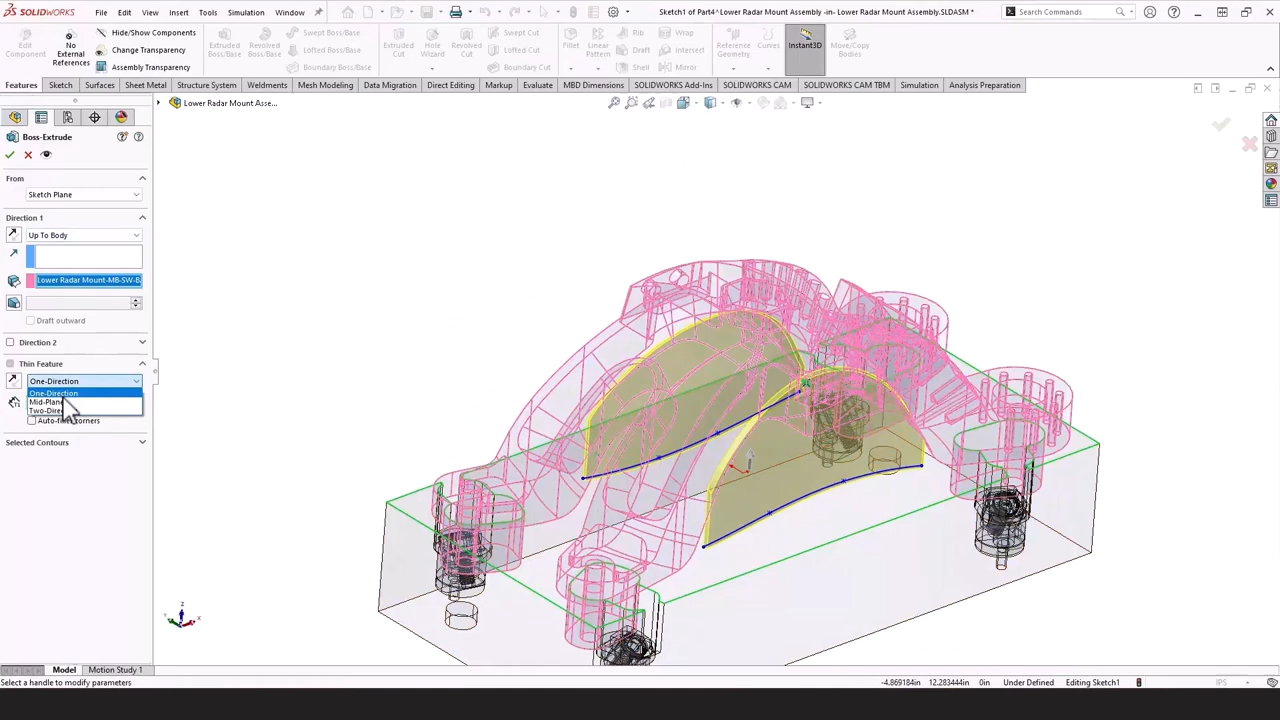 SOLIDWORKS File Edit View Insert Tools Simulation Window Sketch1 of Part4^Lower Radar Mount Assembly -in- Lower Radar Mount Assembly.SLDASM * Search Commands
Edit Component
No External References
Hide/Show Components
Change Transparency
Assembly Transparency
Extruded Boss/Base
Revolved Boss/Base
Swept Boss/Base
Lofted Boss/Base
Boundary Boss/Base
Extruded Cut
Hole Wizard
Revolved Cut
Swept Cut
Lofted Cut
Boundary Cut
Fillet
Linear Pattern
Rib
Draft
Shell
Wrap
Intersect
Mirror
Reference Geometry
Curves
Instant3D
Move/Copy Bodies
Features Sketch Surfaces Sheet Metal Structure System Weldments Mesh Modeling Data Migration Direct Editing Markup Evaluate MBD Dimensions SOLIDWORKS Add-Ins Simulation SOLIDWORKS CAM SOLIDWORKS CAM TBM Analysis Preparation
Lower Radar Mount Asse...
Boss-Extrude
From
Sketch Plane
Direction 1
Up To Body
Lower Radar Mount-MB-SW-B
Draft outward
Direction 2
Thin Feature
One-Direction
One-Direction
Mid-Plane
Two-Dire
Auto-fillet corners
Selected Contours
Z
X
Model Motion Study 1
Select a handle to modify parameters -4.869184in 12.283444in 0in Under Defined Editing Sketch1 IPS